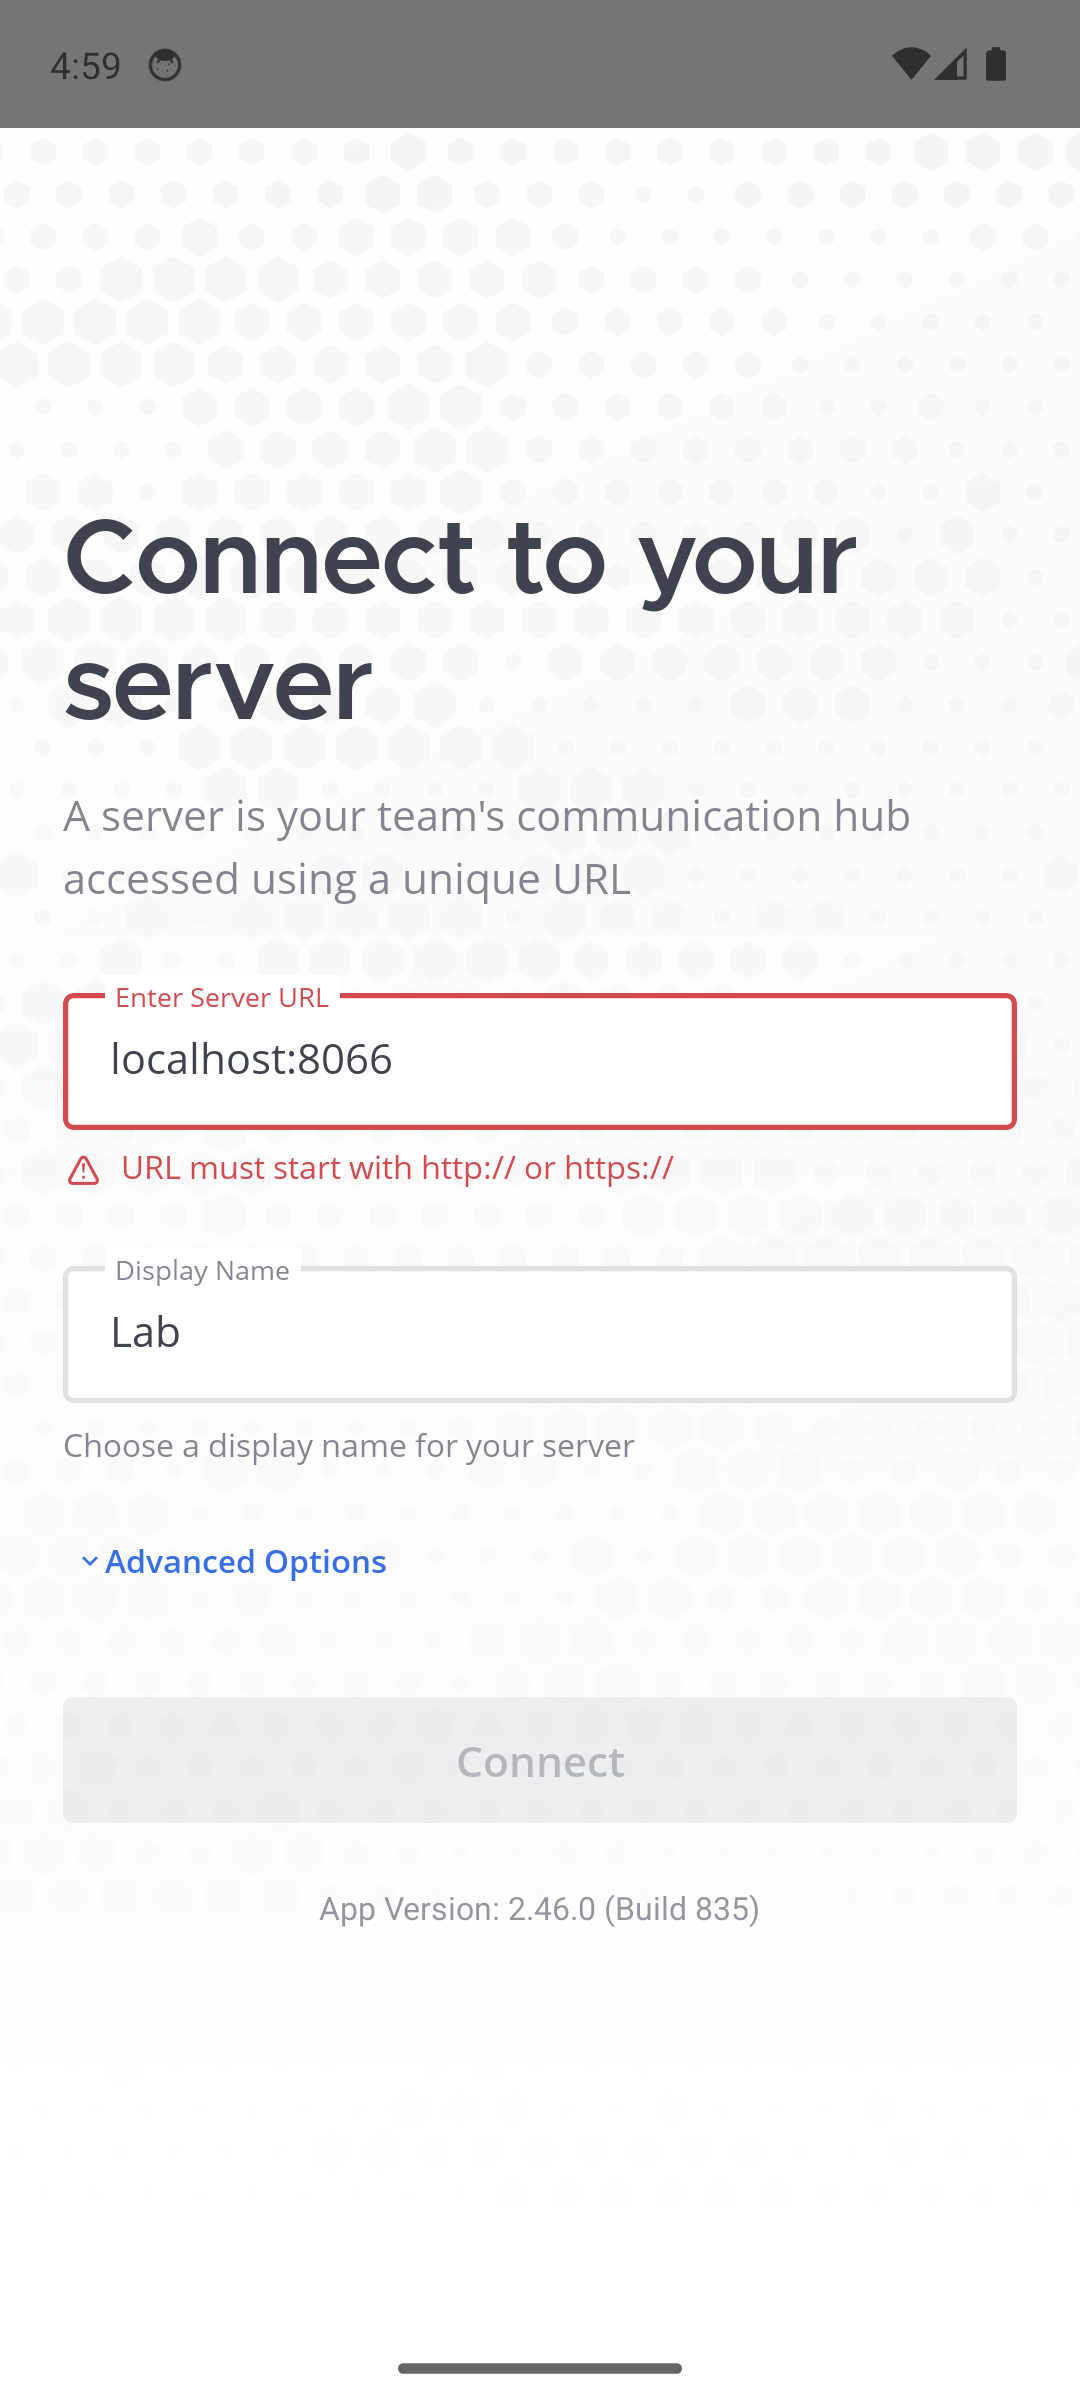 4:59
Connect to your
server
A server is your team's communication hub
accessed using a unique URL
Enter Server URL
localhost:8066
URL must start with http:// or https://
Display Name
Lab
Choose a display name for your server
Advanced Options
Connect
App Version: 2.46.0 (Build 835)